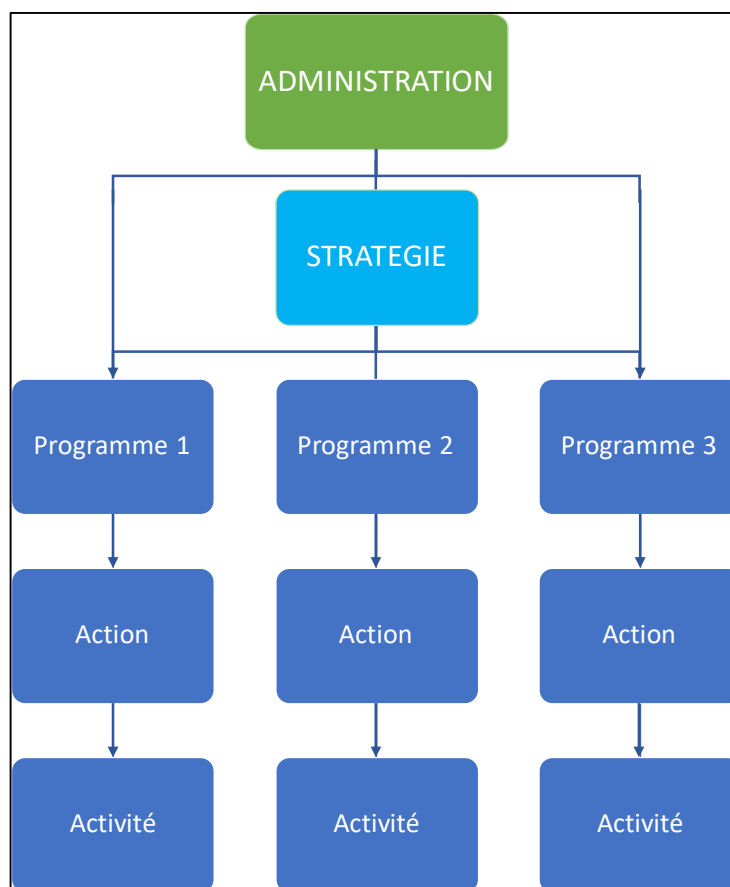 ADMINISTRATION
STRATEGIE
Programme 1
Programme 2
Programme 3
Action
Action
Action
Activité
Activité
Activité